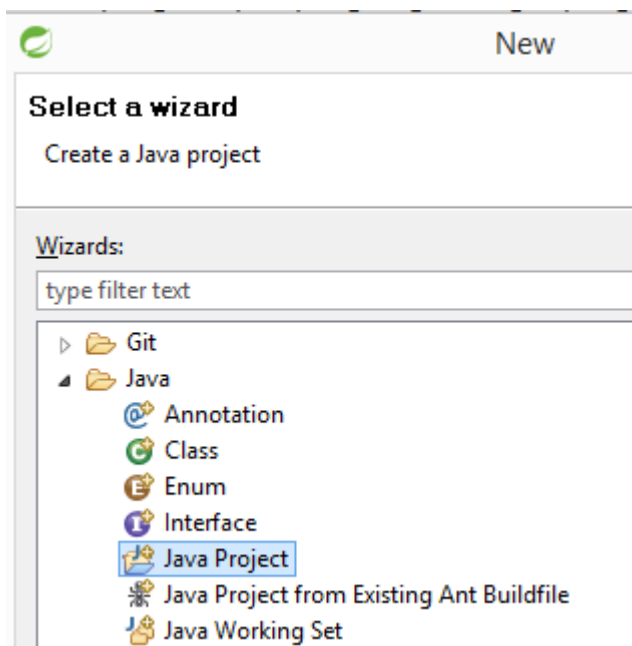 New
Select a wizard
Create a Java project
Wizards:
type filter text
Git
Java
Annotation
Class
Enum
Interface
Java Project
Java Project from Existing Ant Buildfile
Java Working Set